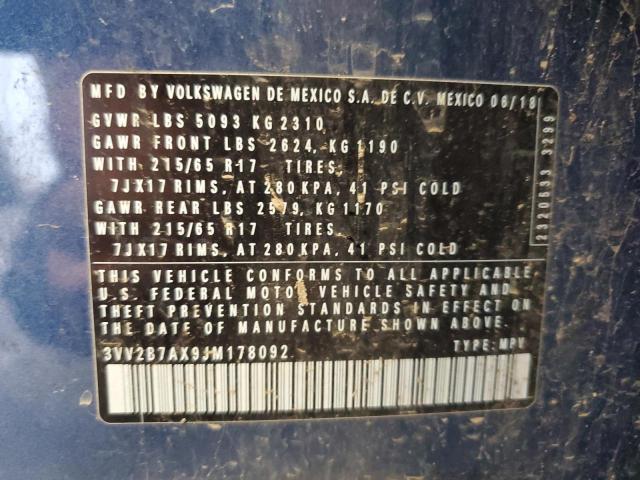 MFD BY VOLKSWAGEN DE MEXICO S.A. DE C.V. MEXICO 06/18
GVWR LBS 5093 KG 2310
GAWR FRONT LBS 2624, KG 1190
WITH 215/65 R17 TIRES,
7JX17 RIMS, AT 280 KPA, 41 PSI COLD
GAWR REAR LBS 2579, KG 1170
WITH 215/65 R17 TIRES,
7JX17 RIMS, AT 280 KPA, 41 PSI COLD
THIS VEHICLE CONFORMS TO ALL APPLICABLE
U.S. FEDERAL MOTOR VEHICLE SAFETY AND
THEFT PREVENTION STANDARDS IN EFFECT ON
THE DATE OF MANUFACTURE SHOWN ABOVE.
3VV2B7AX9JM178092 TYPE: MPV
2320533 3299